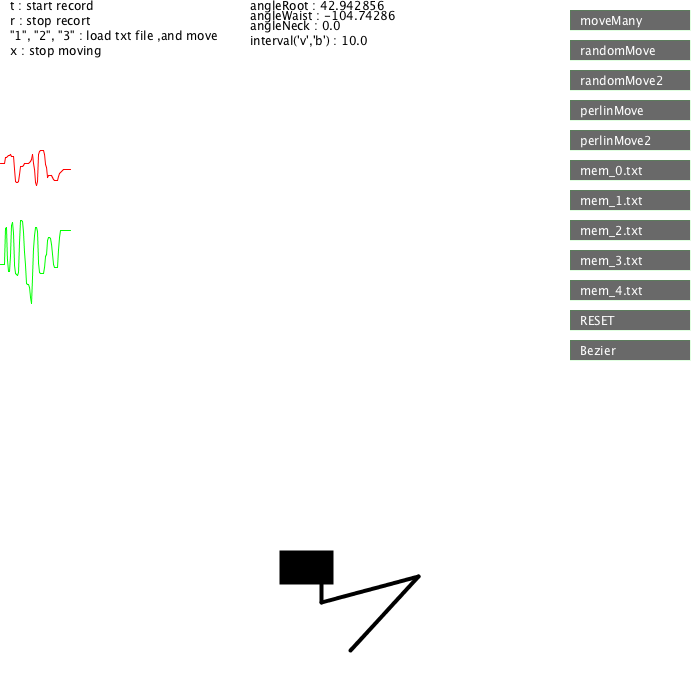 t : start record
r : stop recort
"1", "2", "3" : load txt file ,and move
x : stop moving
angleRoot : 42.942856
angleWaist : -104.74286
angleNeck : 0.0
interval('v','b') : 10.0
moveMany
randomMove
randomMove2
perlinMove
perlinMove2
mem_0.txt
mem_1.txt
mem_2.txt
mem_3.txt
mem_4.txt
RESET
Bezier